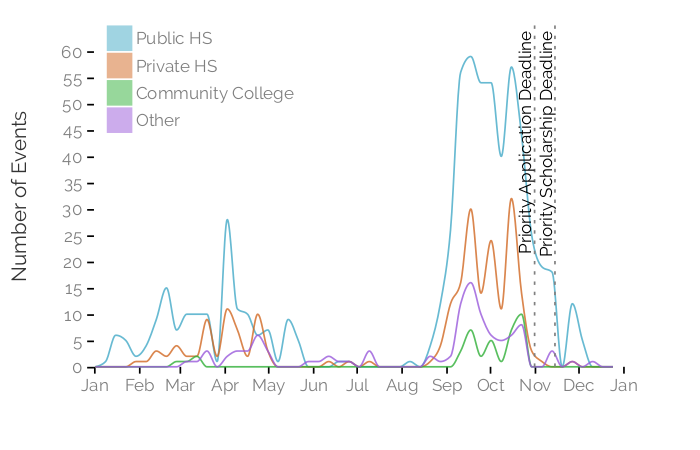 Public HS
Private HS
Community College
Other
Number of Events
60
55
50
45
40
35
30
25
20
15
10
5
0
Priority Application Deadline
Priority Scholarship Deadline
Jan Feb Mar Apr May Jun Jul Aug Sep Oct Nov Dec Jan